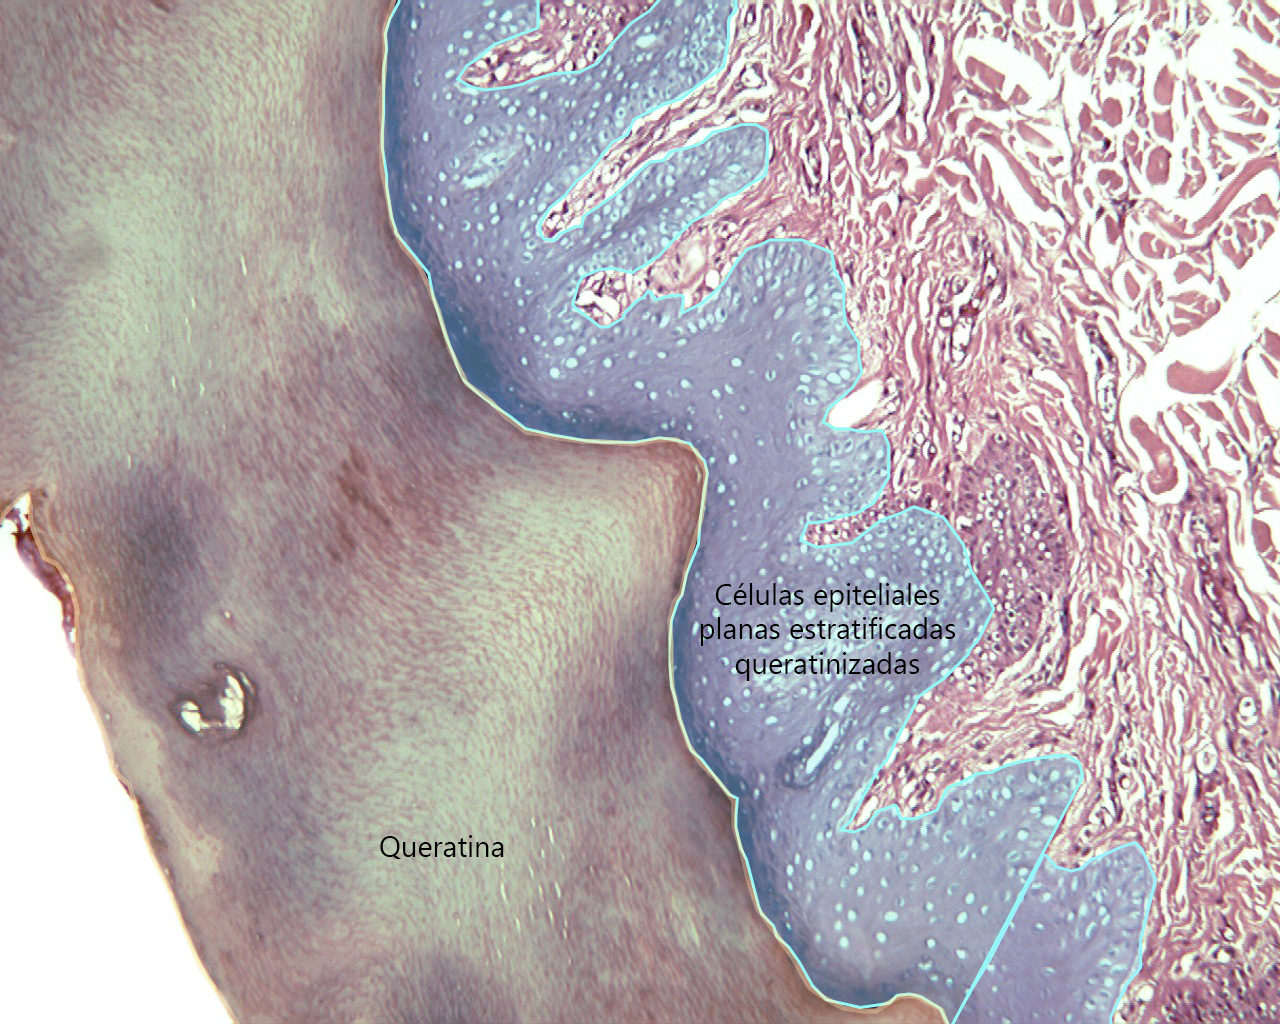 Células epiteliales
planas estratificadas
queratinizadas
Queratina